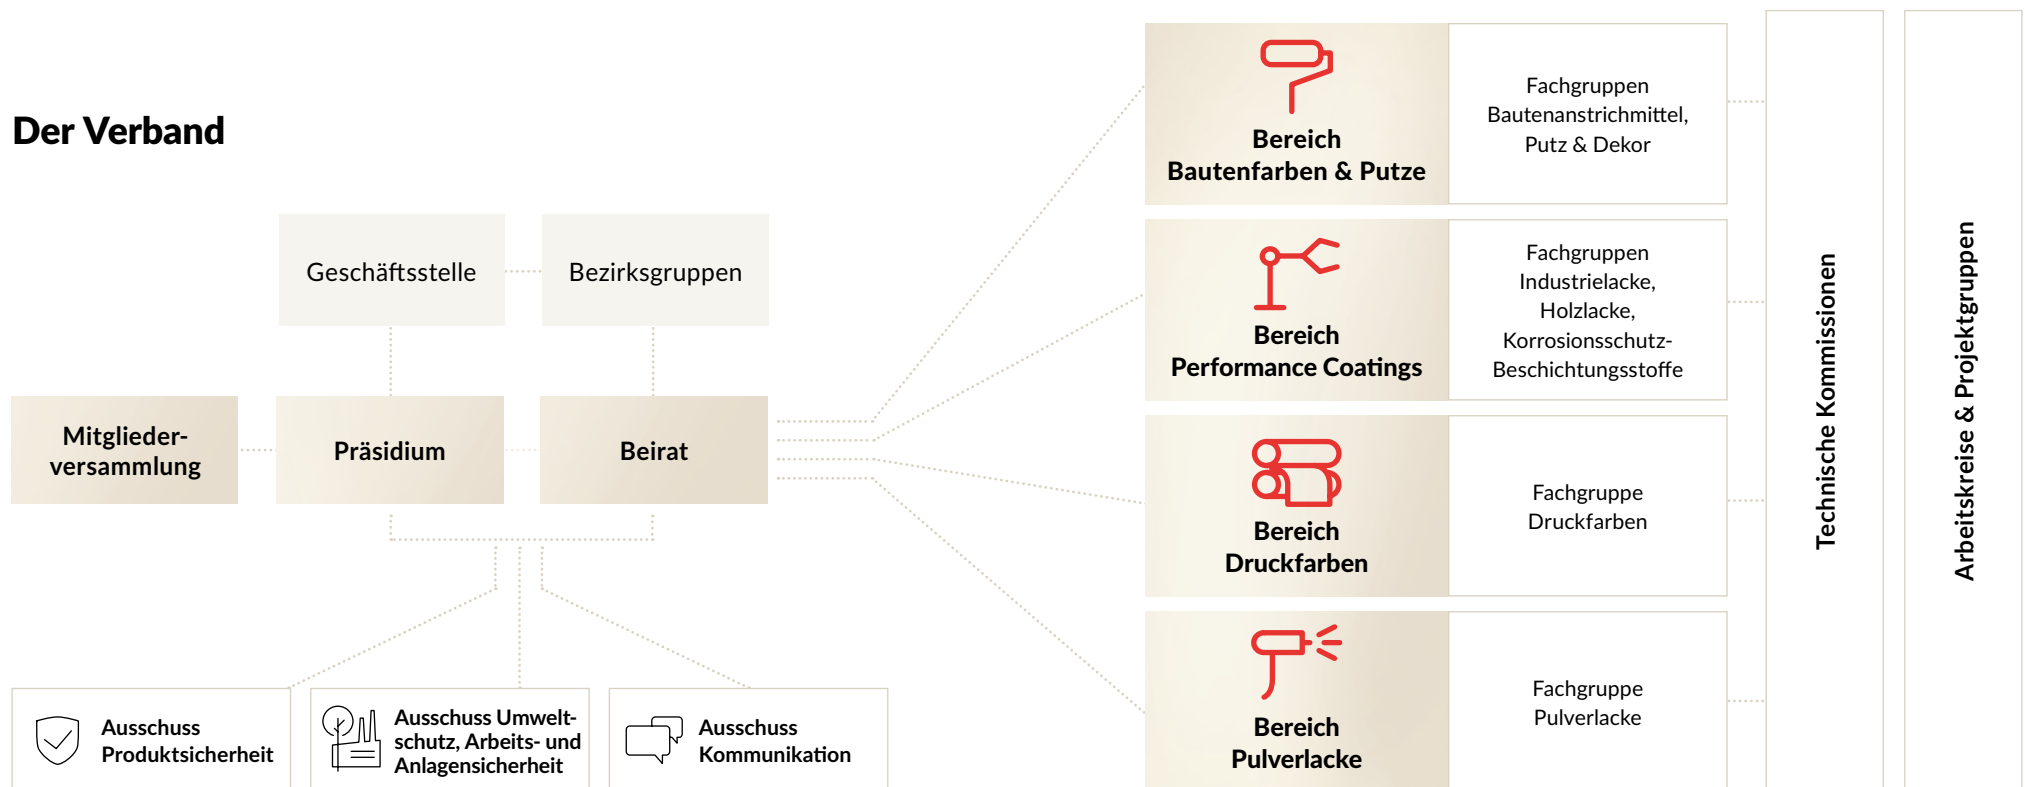 Der Verband
Geschäftsstelle
Bezirksgruppen
Mitglieder-
versammlung
Präsidium
Beirat
Ausschuss
Produktsicherheit
Ausschuss Umwelt-
schutz, Arbeits- und
Anlagensicherheit
Ausschuss
Kommunikation
Bereich
Bautenfarben & Putze
Fachgruppen
Bautenanstrichmittel,
Putz & Dekor
Bereich
Performance Coatings
Fachgruppen
Industrielacke,
Holzlacke,
Korrosionsschutz-
Beschichtungsstoffe
Bereich
Druckfarben
Fachgruppe
Druckfarben
Bereich
Pulverlacke
Fachgruppe
Pulverlacke
Technische Kommissionen
Arbeitskreise & Projektgruppen